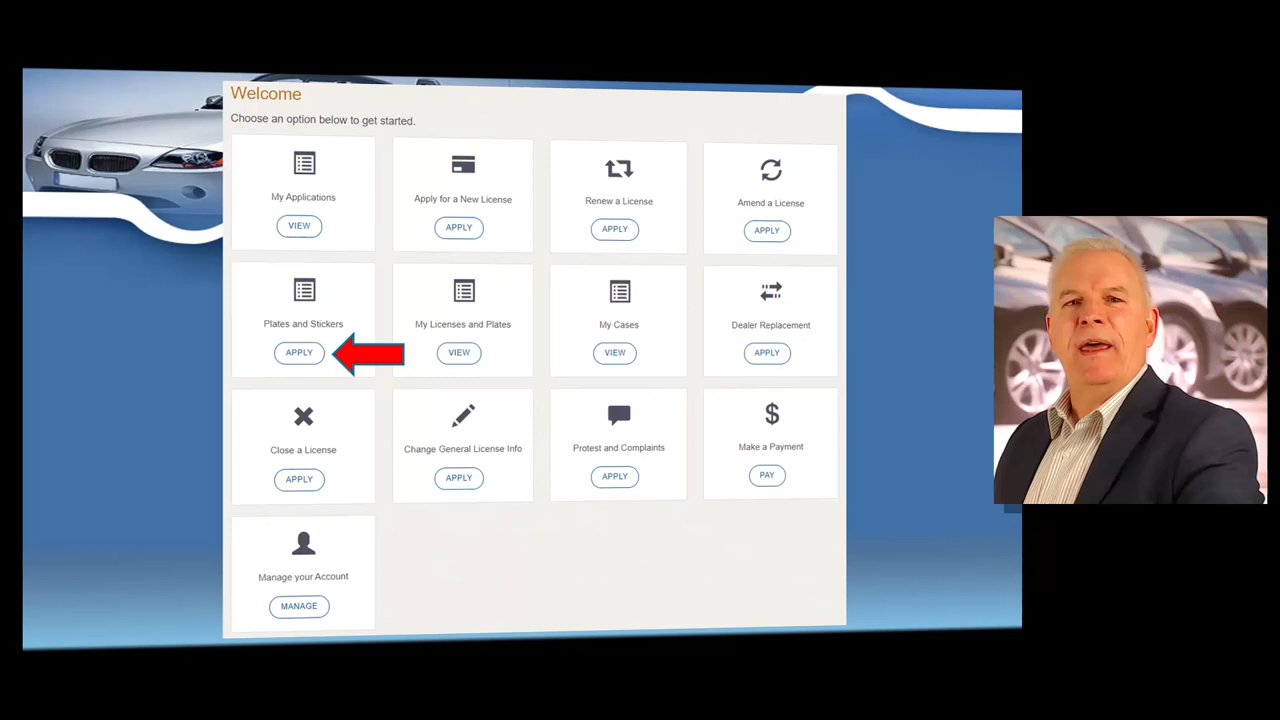 Welcome
Choose an option below to get started.
My Applications
VIEW
Apply for a New License
APPLY
Renew a License
APPLY
Amend a License
APPLY
Plates and Stickers
APPLY
My Licenses and Plates
VIEW
My Cases
VIEW
Dealer Replacement
APPLY
Close a License
APPLY
Change General License Info
APPLY
Protest and Complaints
APPLY
Make a Payment
PAY
Manage your Account
MANAGE